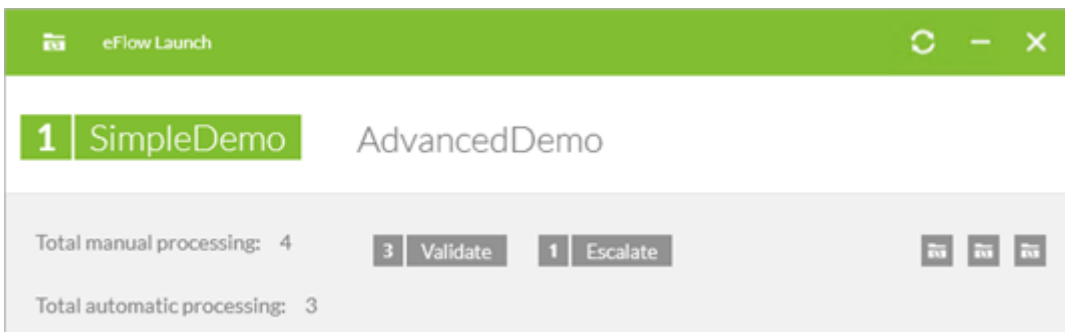 eFlow Launch
1 SimpleDemo AdvancedDemo
Total manual processing: 4 3 Validate 1 Escalate
Total automatic processing: 3